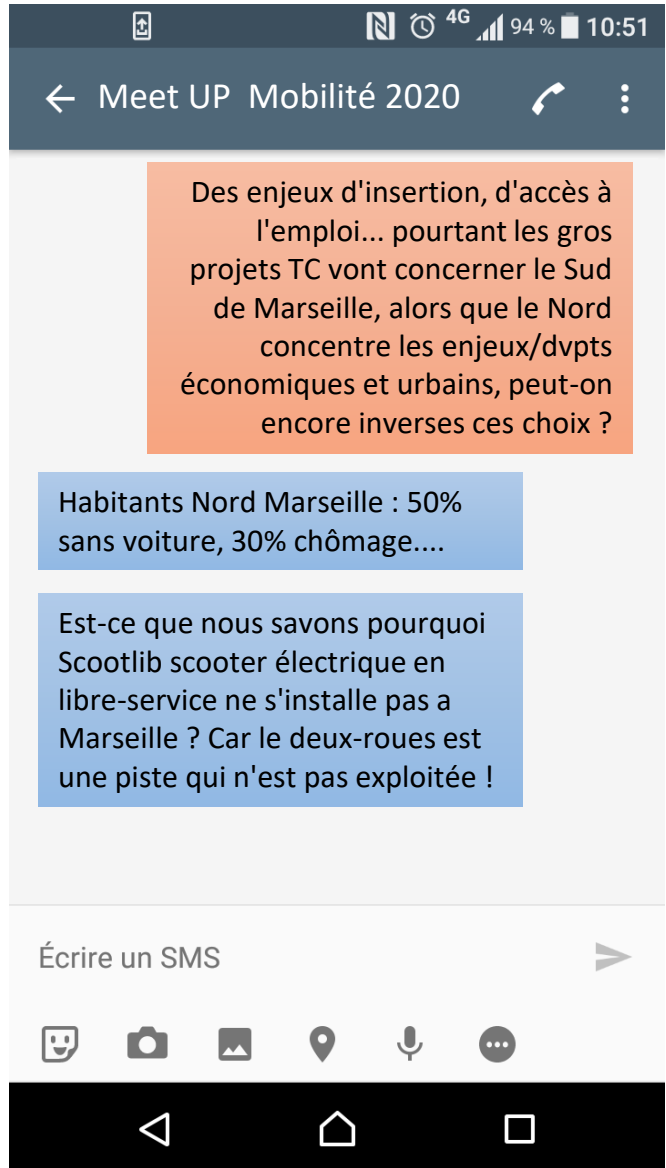 4G 94 % 10:51
Meet UP Mobilité 2020
Des enjeux d'insertion, d'accès à
l'emploi... pourtant les gros
projets TC vont concerner le Sud
de Marseille, alors que le Nord
concentre les enjeux/dvpts
économiques et urbains, peut-on
encore inverses ces choix ?
Habitants Nord Marseille : 50%
sans voiture, 30% chômage....
Est-ce que nous savons pourquoi
Scootlib scooter électrique en
libre-service ne s'installe pas a
Marseille ? Car le deux-roues est
une piste qui n'est pas exploitée !
Écrire un SMS